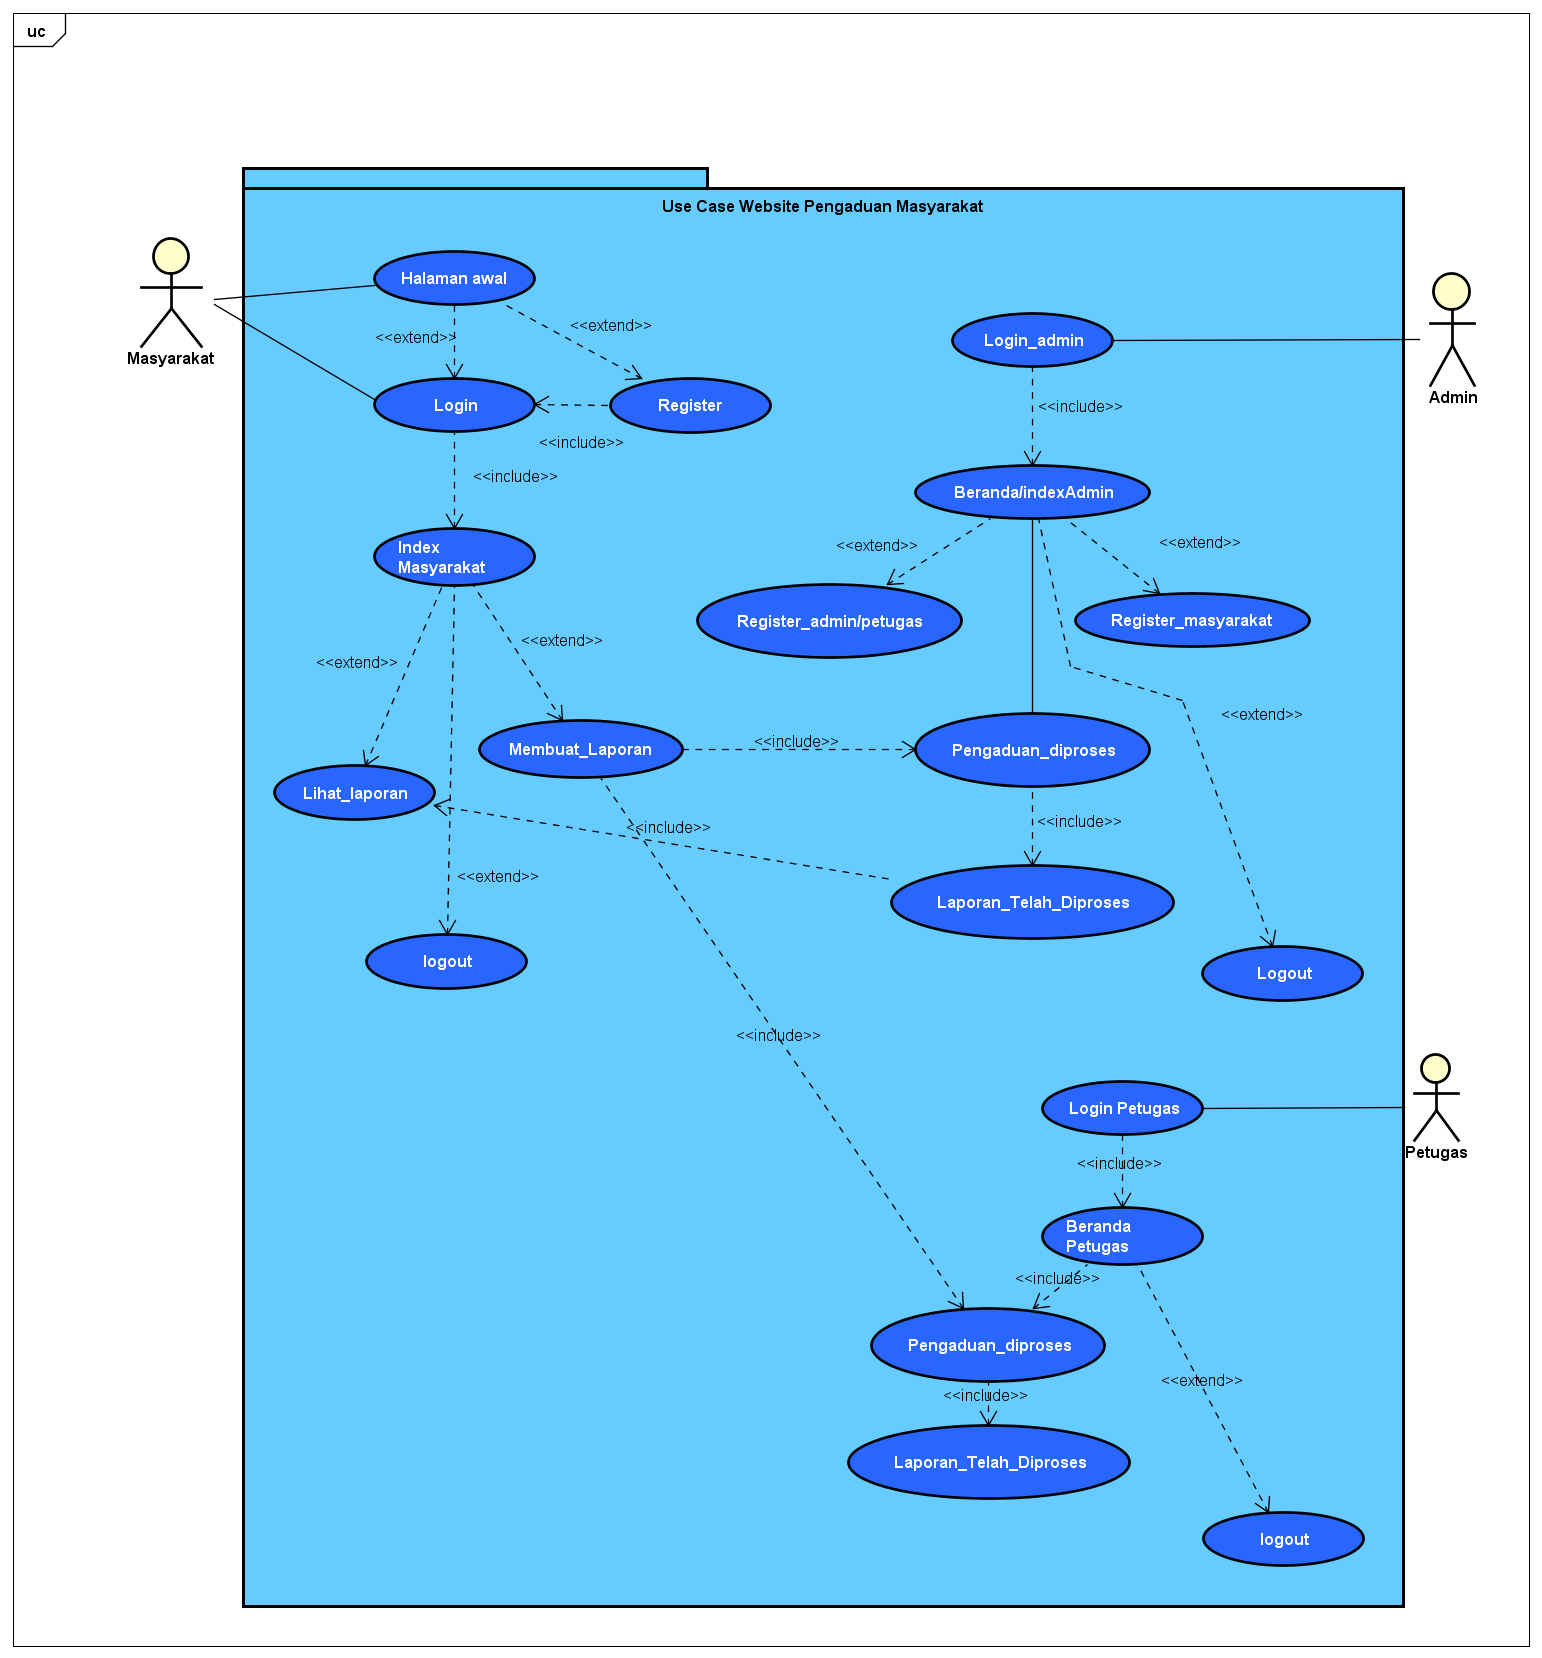 uc
Use Case Website Pengaduan Masyarakat
Halaman awal
Masyarakat
<<extend>>
<<extend>>
Login_admin
Admin
Login
Register
<<include>>
<<include>>
<<include>>
Beranda/indexAdmin
Index
Masyarakat
<<extend>>
<<extend>>
Register_admin/petugas
Register_masyarakat
<<extend>>
<<extend>>
<<extend>>
Membuat_Laporan
<<include>>
Pengaduan_diproses
Lihat_laporan
<<include>>
<<include>>
<<extend>>
Laporan_Telah_Diproses
logout
Logout
<<include>>
Login Petugas
Petugas
<<include>>
Beranda
Petugas
<<include>>
Pengaduan_diproses
<<extend>>
<<include>>
Laporan_Telah_Diproses
logout